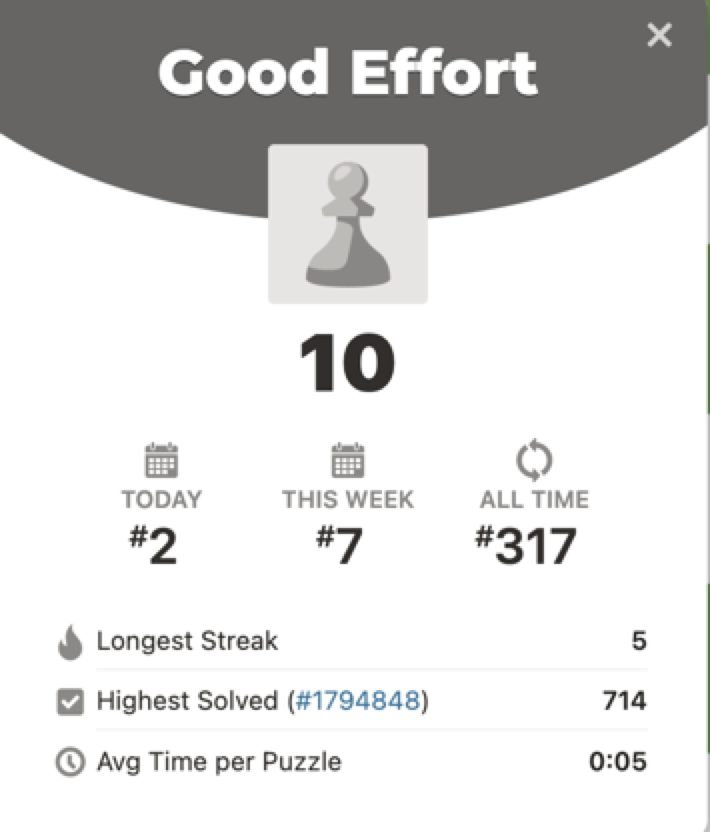 Good Effort
10
TODAY THIS WEEK ALL TIME
#2 #7 #317
Longest Streak 5
Highest Solved (#1794848) 714
Avg Time per Puzzle 0:05